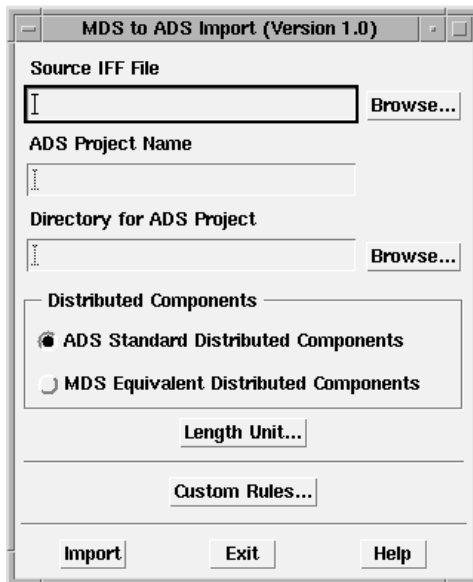 MDS to ADS Import (Version 1.0)
Source IFF File
Browse...
ADS Project Name
Directory for ADS Project
Browse...
Distributed Components
ADS Standard Distributed Components
MDS Equivalent Distributed Components
Length Unit...
Custom Rules...
Import Exit Help